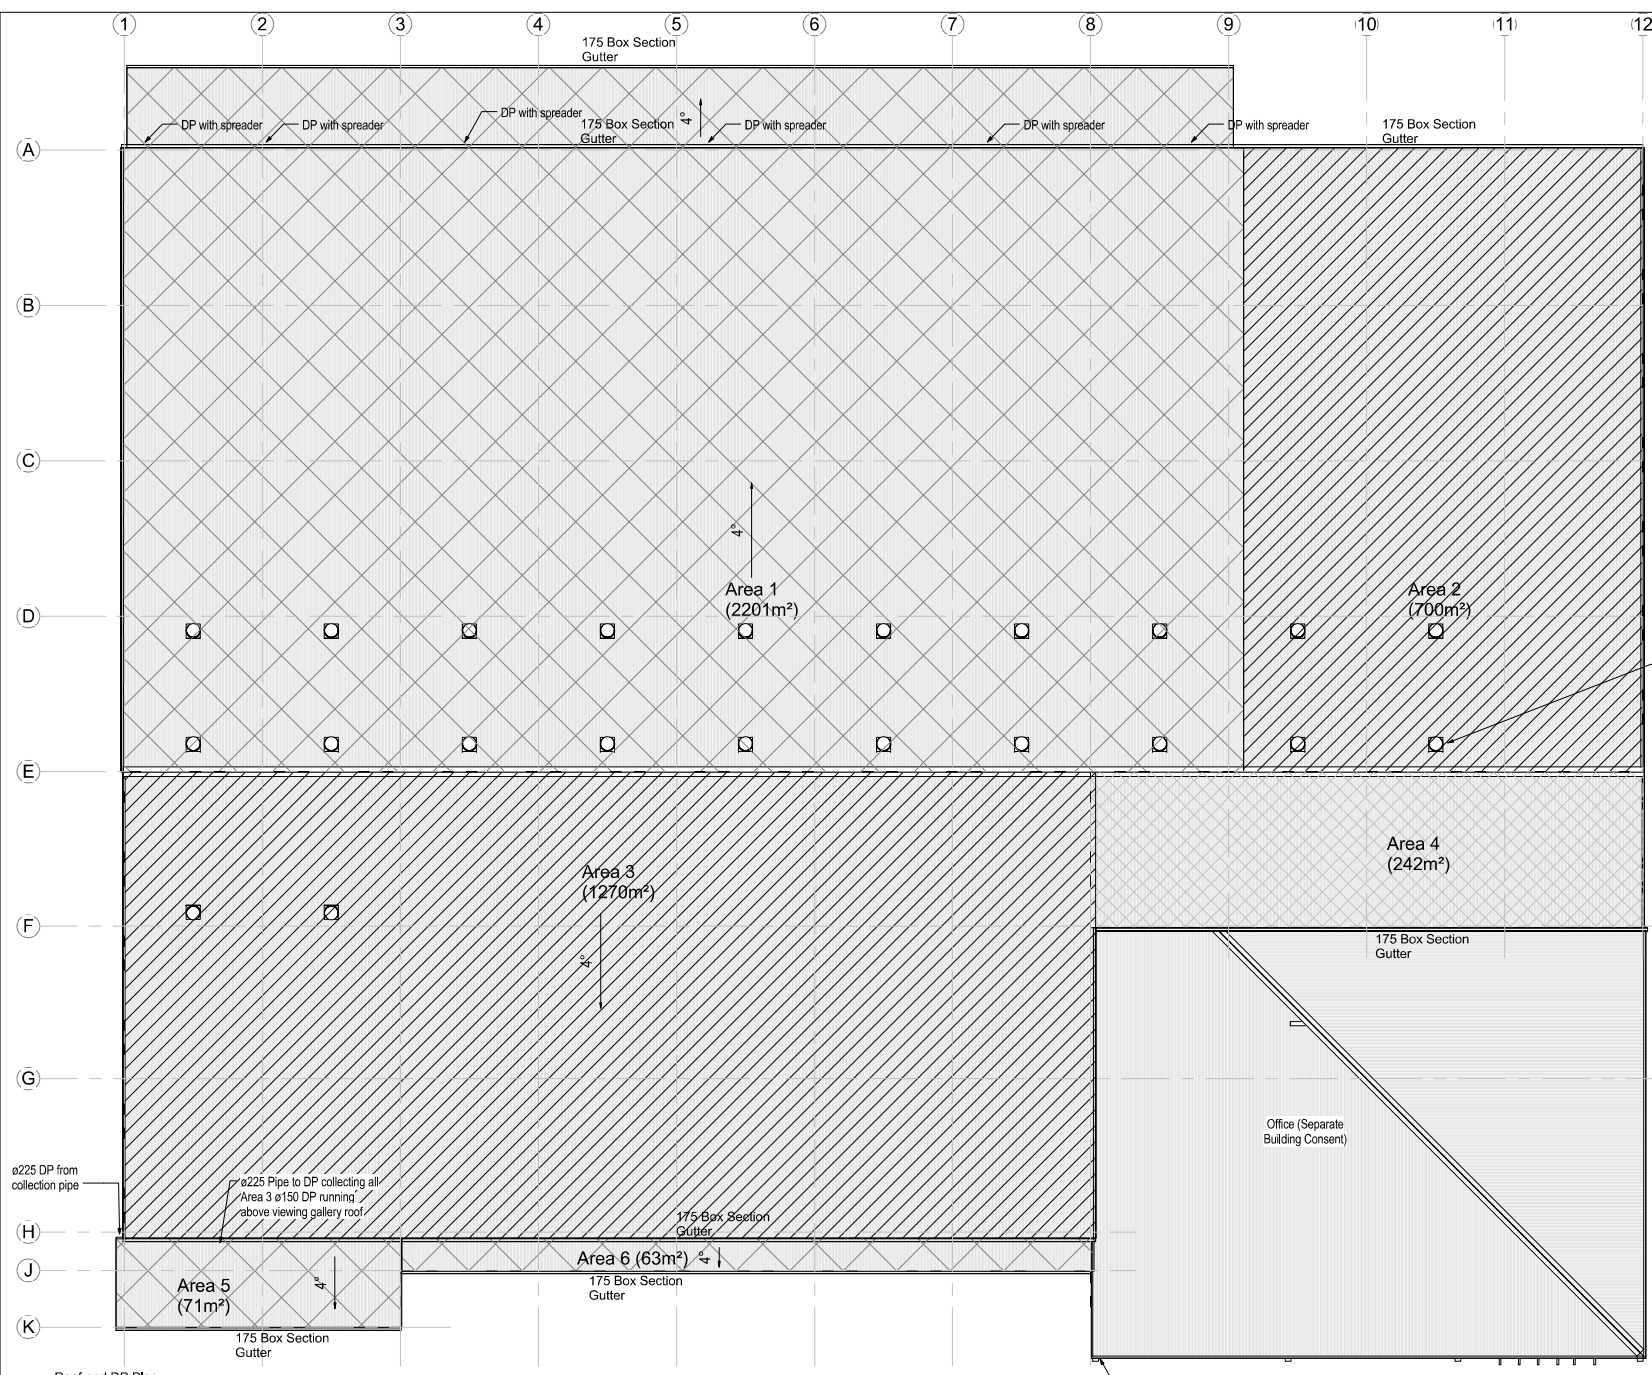 1 2 3 4 5 6 7 8 9 10 11 12
175 Box Section
Gutter
4°
DP with spreader
DP with spreader
DP with spreader
175 Box Section
Gutter
DP with spreader
DP with spreader
DP with spreader
175 Box Section
Gutter
A
B
C
4°
Area 1
(2201m²)
Area 2
(700m²)
D
E
Area 3
(1270m²)
Area 4
(242m²)
F
175 Box Section
Gutter
4°
G
Office (Separate
Building Consent)
ø225 DP from
collection pipe
ø225 Pipe to DP collecting all
Area 3 ø150 DP running
above viewing gallery roof
H
175 Box Section
Gutter
Area 6 (63m²)
4°
J
175 Box Section
Gutter
Area 5
(71m²)
4°
K
175 Box Section
Gutter
Roof and DP Plan